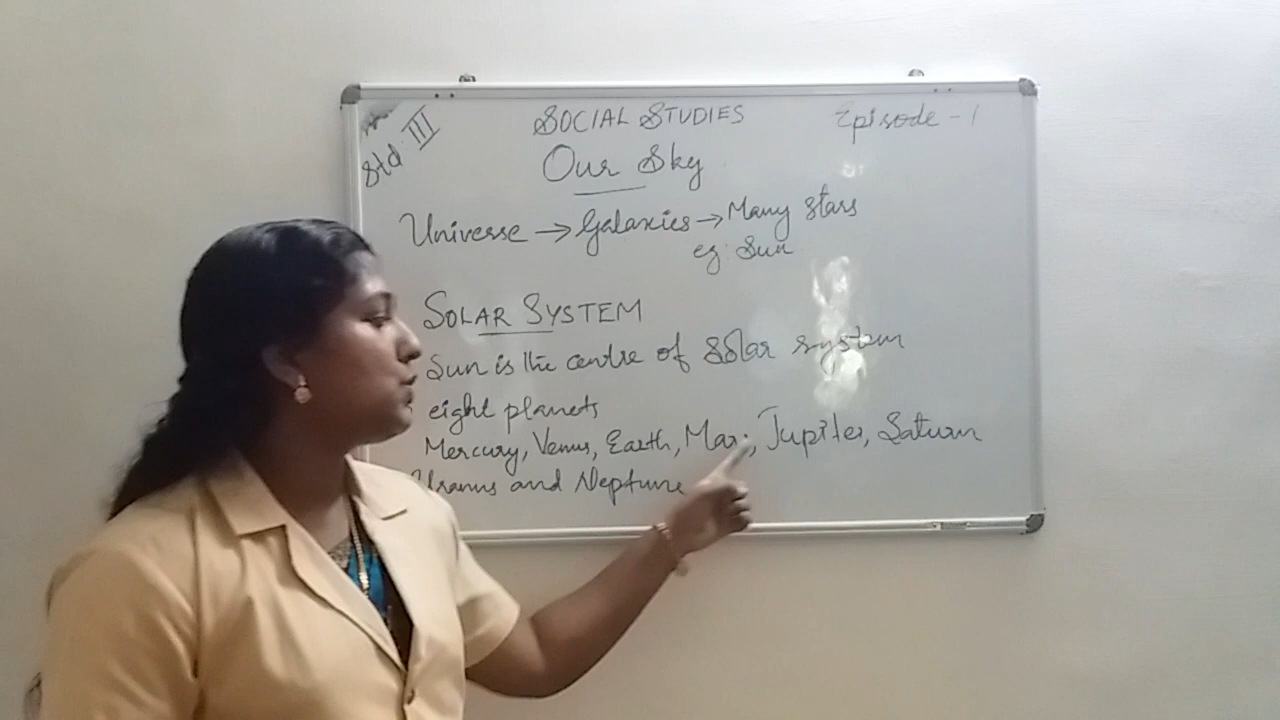 Std III
SOCIAL STUDIES
Episode - 1
Our Sky
Universe → Galaxies → Many stars
eg: Sun
SOLAR SYSTEM
Sun is the centre of solar system
eight planets
Mercury, Venus, Earth, Mars, Jupiter, Saturn
Uranus and Neptune